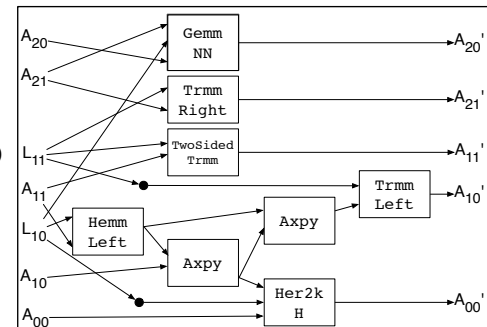 A20
A21
L11
A11
L10
A10
A00
)
Gemm
NN
Trmm
Right
TwoSided
Trmm
Hemm
Left
Axpy
Axpy
Her2k
H
Trmm
Left
A20'
A21'
A11'
A10'
A00'